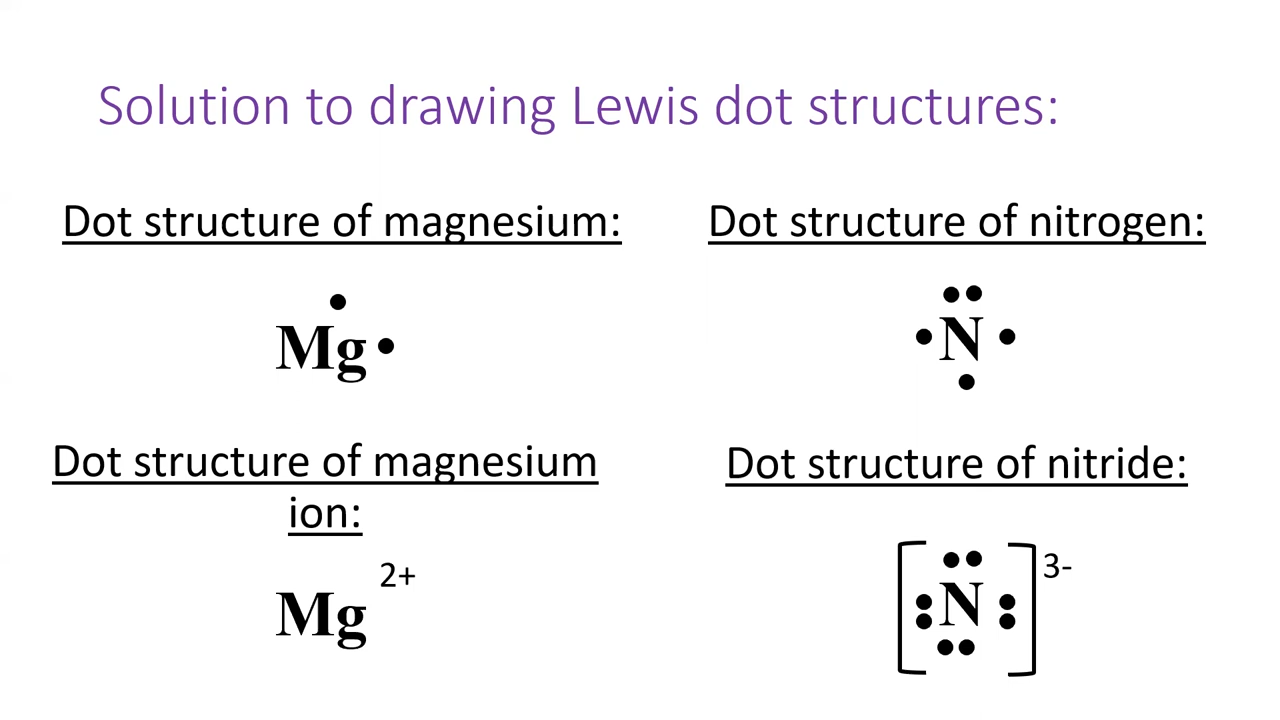 Solution to drawing Lewis dot structures:
Dot structure of magnesium:
Mg
Dot structure of nitrogen:
N
Dot structure of magnesium
ion:
Mg 2+
Dot structure of nitride:
[N] 3-